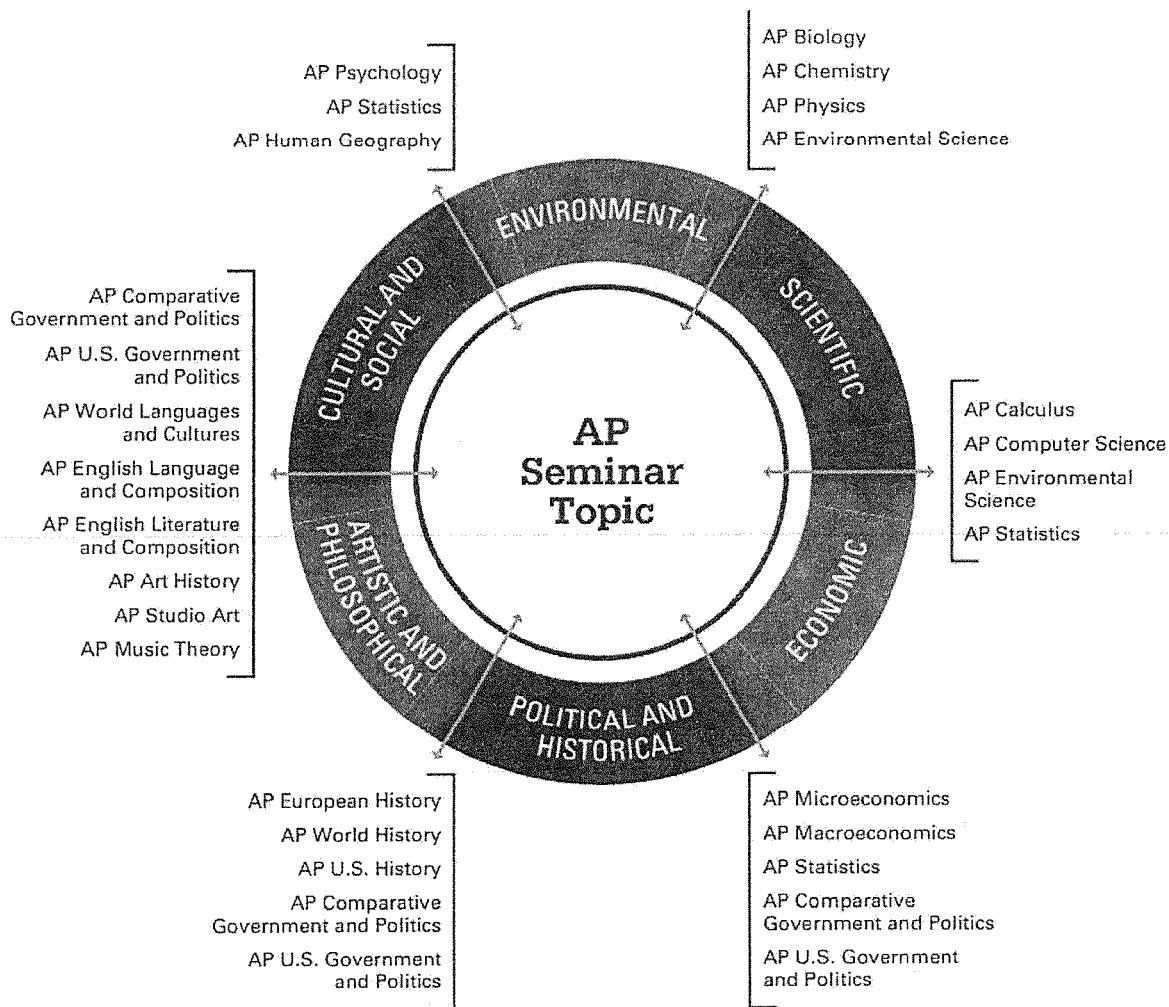 AP Psychology
AP Statistics
AP Human Geography
AP Biology
AP Chemistry
AP Physics
AP Environmental Science
ENVIRONMENTAL
SCIENTIFIC
CULTURAL AND
SOCIAL
AP Comparative
Government and Politics
AP U.S. Government
and Politics
AP World Languages
and Cultures
AP English Language
and Composition
AP English Literature
and Composition
AP Art History
AP Studio Art
AP Music Theory
AP
Seminar
Topic
AP Calculus
AP Computer Science
AP Environmental
Science
AP Statistics
ARTISTIC AND
PHILOSOPHICAL
ECONOMIC
POLITICAL AND
HISTORICAL
AP European History
AP World History
AP U.S. History
AP Comparative
Government and Politics
AP U.S. Government
and Politics
AP Microeconomics
AP Macroeconomics
AP Statistics
AP Comparative
Government and Politics
AP U.S. Government
and Politics